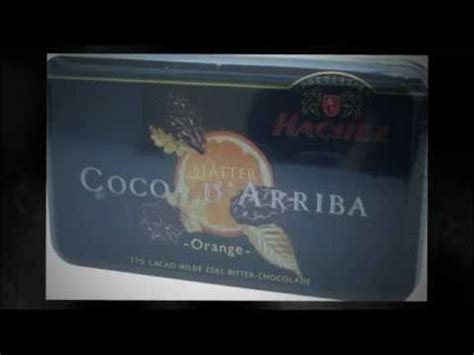 HACHEZ
BLÄTTER
COCOA D'ARRIBA
-Orange-
77% CACAO MILDE EDEL-BITTER-CHOCOLADE